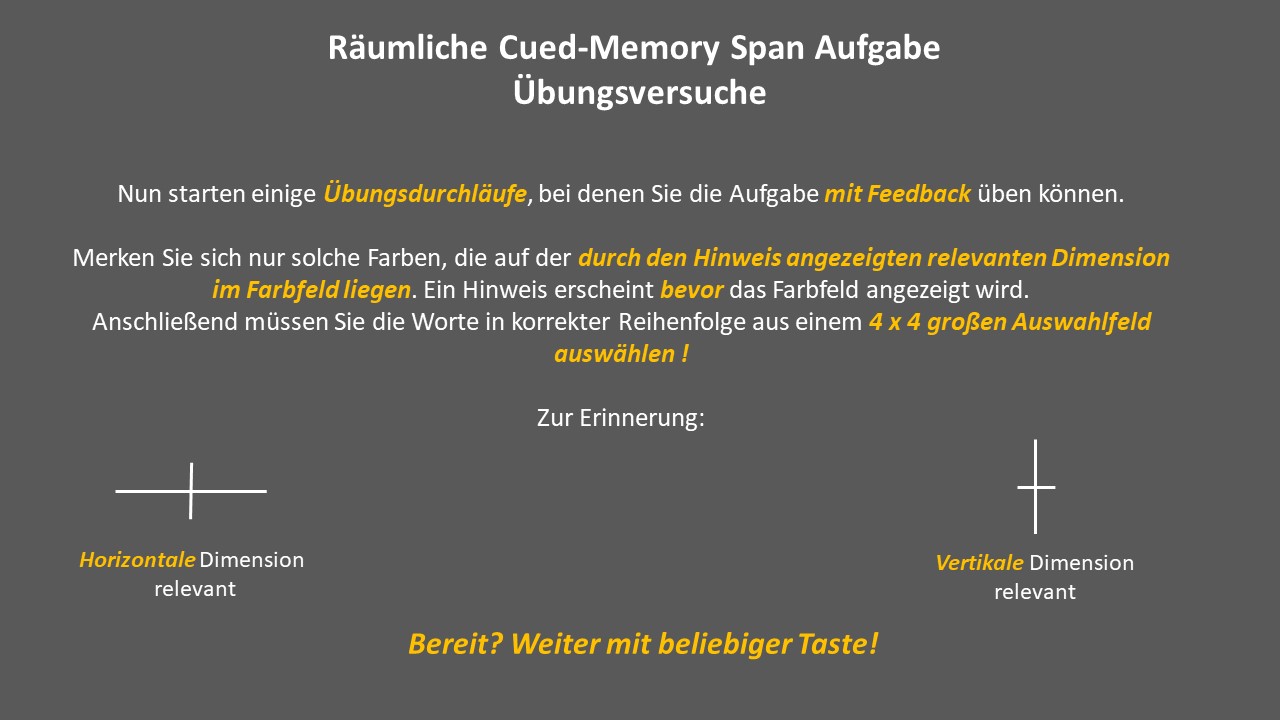 Räumliche Cued-Memory Span Aufgabe
Übungsversuche
Nun starten einige Übungsdurchläufe, bei denen Sie die Aufgabe mit Feedback üben können.
Merken Sie sich nur solche Farben, die auf der durch den Hinweis angezeigten relevanten Dimension
im Farbfeld liegen. Ein Hinweis erscheint bevor das Farbfeld angezeigt wird.
Anschließend müssen Sie die Worte in korrekter Reihenfolge aus einem 4 x 4 großen Auswahlfeld
auswählen !
Zur Erinnerung:
Horizontale Dimension
relevant
Vertikale Dimension
relevant
Bereit? Weiter mit beliebiger Taste!